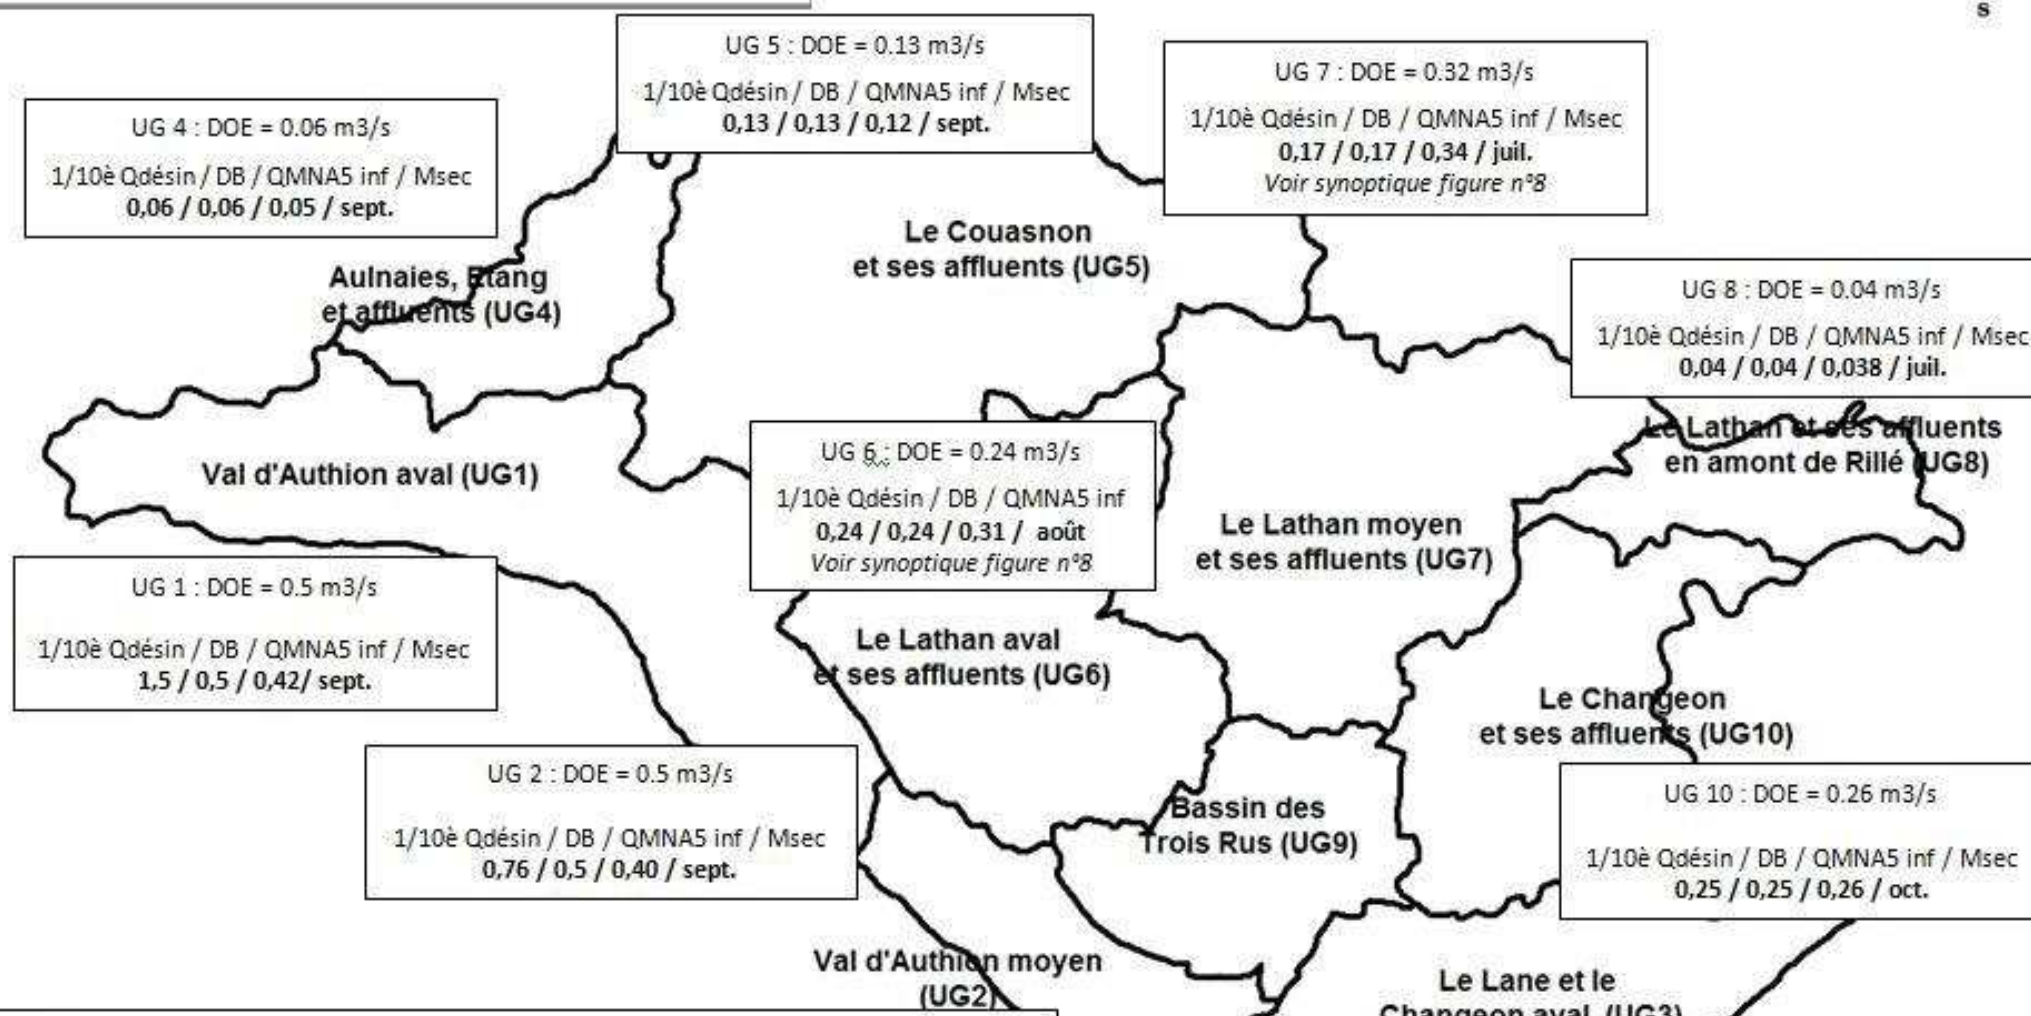 s
UG 5 : DOE = 0.13 m3/s
1/10è Qdésin / DB / QMNA5 inf / Msec
0,13 / 0,13 / 0,12 / sept.
UG 7 : DOE = 0.32 m3/s
1/10è Qdésin / DB / QMNA5 inf / Msec
0,17 / 0,17 / 0,34 / juil.
Voir synoptique figure n°8
UG 4 : DOE = 0.06 m3/s
1/10è Qdésin / DB / QMNA5 inf / Msec
0,06 / 0,06 / 0,05 / sept.
Le Couasnon
et ses affluents (UG5)
Aulnaies, Etang
et affluents (UG4)
UG 8 : DOE = 0.04 m3/s
1/10è Qdésin / DB / QMNA5 inf / Msec
0,04 / 0,04 / 0,038 / juil.
Le Lathan et ses affluents
en amont de Rillé (UG8)
Val d'Authion aval (UG1)
UG 6 : DOE = 0.24 m3/s
1/10è Qdésin / DB / QMNA5 inf
0,24 / 0,24 / 0,31 / août
Voir synoptique figure n°8
Le Lathan moyen
et ses affluents (UG7)
UG 1 : DOE = 0.5 m3/s
1/10è Qdésin / DB / QMNA5 inf / Msec
1,5 / 0,5 / 0,42/ sept.
Le Lathan aval
et ses affluents (UG6)
Le Changeon
et ses affluents (UG10)
UG 2 : DOE = 0.5 m3/s
1/10è Qdésin / DB / QMNA5 inf / Msec
0,76 / 0,5 / 0,40 / sept.
Bassin des
Trois Rus (UG9)
UG 10 : DOE = 0.26 m3/s
1/10è Qdésin / DB / QMNA5 inf / Msec
0,25 / 0,25 / 0,26 / oct.
Val d'Authion moyen
(UG2)
Le Lane et le
Changeon aval (UG3)